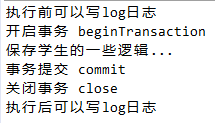 执行前可以写log日志
开启事务 beginTransaction
保存学生的一些逻辑...
事务提交 commit
关闭事务 close
执行后可以写log日志